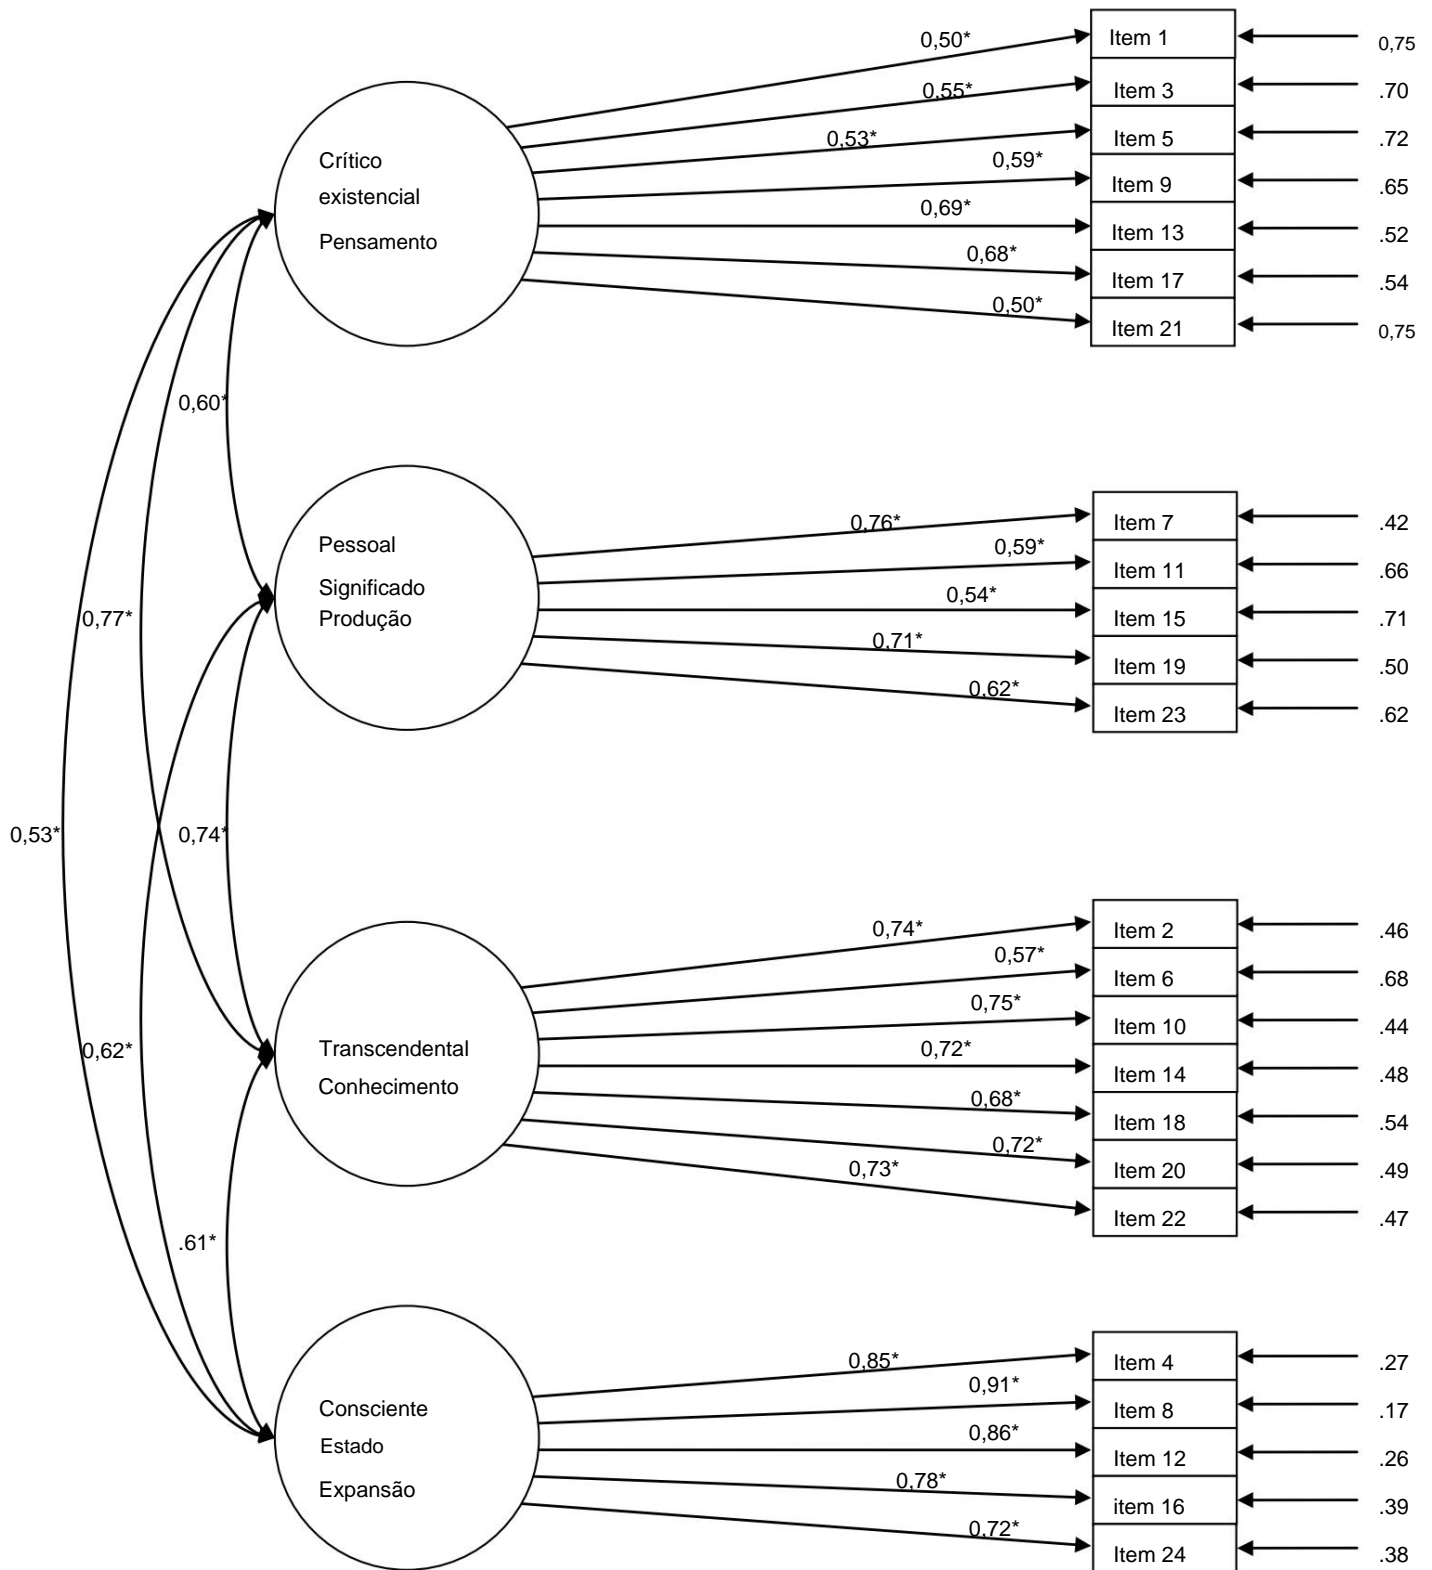 0,50*
Item 1
0,75
0,55*
Item 3
.70
0,53*
Item 5
.72
0,59*
Item 9
.65
0,69*
Item 13
.52
0,68*
Item 17
.54
0,50*
Item 21
0,75
Crítico
existencial
Pensamento
0,60*
0,77*
0,53*
0,74*
0,62*
.61*
Pessoal
Significado
Produção
0,76*
Item 7
.42
0,59*
Item 11
.66
0,54*
Item 15
.71
0,71*
Item 19
.50
0,62*
Item 23
.62
Transcendental
Conhecimento
0,74*
Item 2
.46
0,57*
Item 6
.68
0,75*
Item 10
.44
0,72*
Item 14
.48
0,68*
Item 18
.54
0,72*
Item 20
.49
0,73*
Item 22
.47
Consciente
Estado
Expansão
0,85*
Item 4
.27
0,91*
Item 8
.17
0,86*
Item 12
.26
0,78*
item 16
.39
0,72*
Item 24
.38